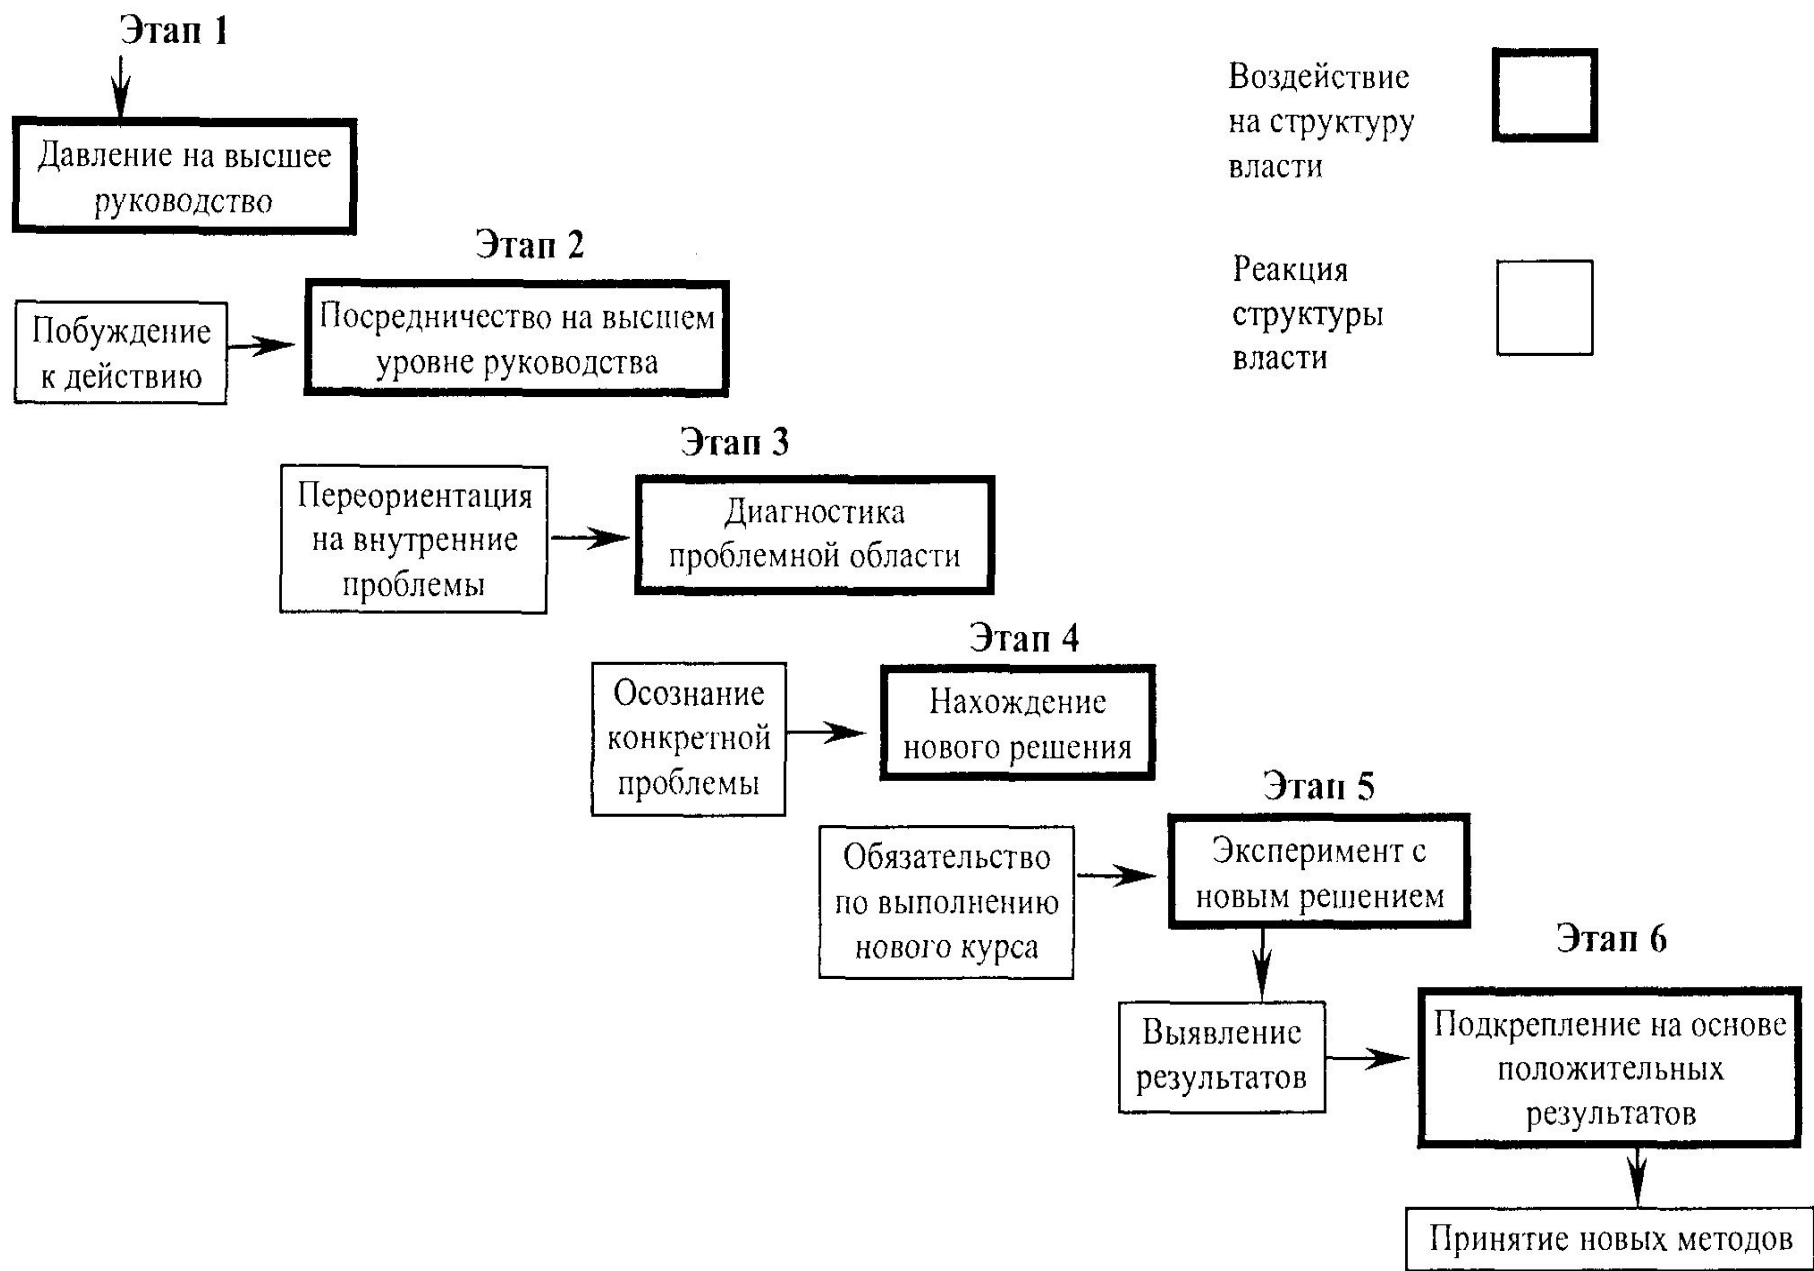 Этап 1
Давление на высшее
руководство
Воздействие
на структуру
власти
Реакция
структуры
власти
Этап 2
Побуждение
к действию
Посредничество на высшем
уровне руководства
Этап 3
Переориентация
на внутренние
проблемы
Диагностика
проблемной области
Этап 4
Осознание
конкретной
проблемы
Нахождение
нового решения
Этап 5
Обязательство
по выполнению
нового курса
Эксперимент с
новым решением
Этап 6
Выявление
результатов
Подкрепление на основе
положительных
результатов
Принятие новых методов